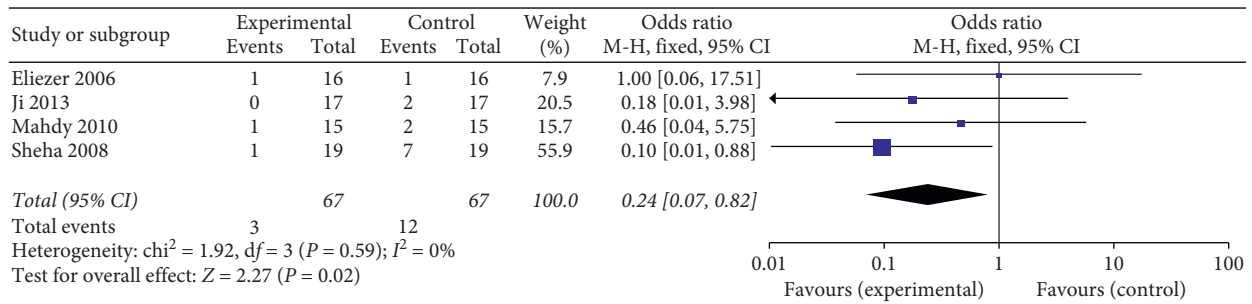 Study or subgroup Experimental Control Weight Odds ratio Odds ratio
Events Total Events Total (%) M-H, fixed, 95% CI M-H, fixed, 95% CI
Eliezer 2006 1 16 1 16 7.9 1.00 [0.06, 17.51]
Ji 2013 0 17 2 17 20.5 0.18 [0.01, 3.98]
Mahdy 2010 1 15 2 15 15.7 0.46 [0.04, 5.75]
Sheha 2008 1 19 7 19 55.9 0.10 [0.01, 0.88]
Total (95% CI) 67 67 100.0 0.24 [0.07, 0.82]
Total events 3 12
Heterogeneity: chi² = 1.92, df = 3 (P = 0.59); I² = 0%
Test for overall effect: Z = 2.27 (P = 0.02)
0.01 0.1 1 10 100
Favours (experimental) Favours (control)